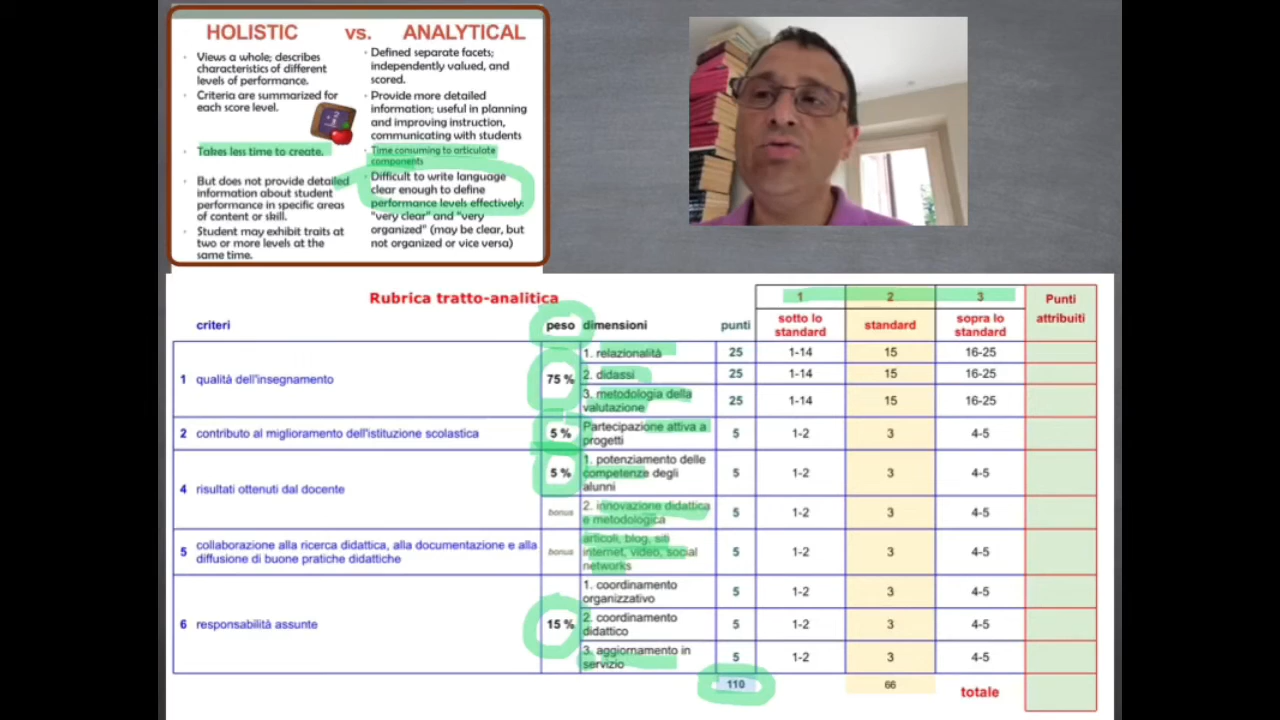 HOLISTIC vs. ANALYTICAL
Views a whole; describes
characteristics of different
levels of performance.
Criteria are summarized for
each score level.
Takes less time to create.
But does not provide detailed
information about student
performance in specific areas
of content or skill.
Student may exhibit traits at
two or more levels at the
same time.
Defined separate facets;
independently valued, and
scored.
Provide more detailed
information; useful in planning
and improving instruction,
communicating with students
Time consuming to articulate
components
Difficult to write language
clear enough to define
performance levels effectively.
"very clear" and "very
organized" (may be clear, but
not organized or vice versa)
Rubrica tratto-analitica
1 2 3
Punti
attribuiti
criteri peso dimensioni punti
sotto lo
standard
standard
sopra lo
standard
1 qualità dell'insegnamento 75 %
1. relazionalità 25 1-14 15 16-25
2. didassi 25 1-14 15 16-25
3. metodologia della
valutazione
25 1-14 15 16-25
2 contributo al miglioramento dell'istituzione scolastica 5 %
Partecipazione attiva a
progetti
5 1-2 3 4-5
4 risultati ottenuti dal docente
5 %
1. potenziamento delle
competenze degli
alunni
5 1-2 3 4-5
bonus
2. innovazione didattica
e metodologica
5 1-2 3 4-5
5 collaborazione alla ricerca didattica, alla documentazione e alla
diffusione di buone pratiche didattiche
bonus
articoli, blog, siti
internet, video, social
networks
5 1-2 3 4-5
6 responsabilità assunte 15 %
1. coordinamento
organizzativo
5 1-2 3 4-5
2. coordinamento
didattico
5 1-2 3 4-5
3. aggiornamento in
servizio
5 1-2 3 4-5
110 66 totale